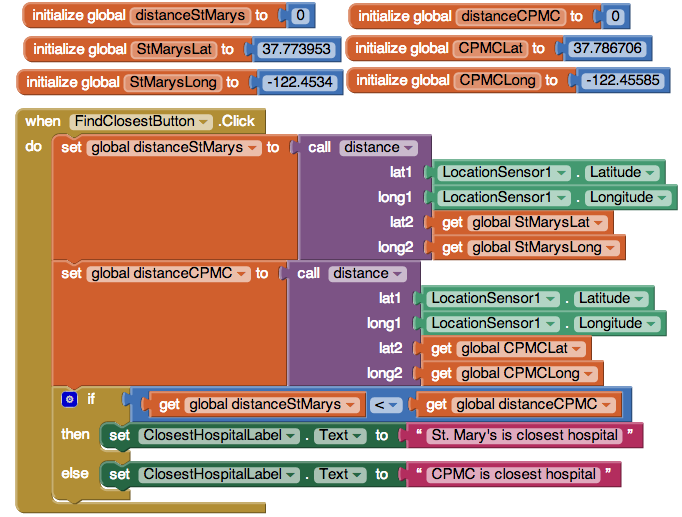 initialize global distanceStMarys to 0
initialize global distanceCPMC to 0
initialize global StMarysLat to 37.773953
initialize global CPMCLat to 37.786706
initialize global StMarysLong to -122.4534
initialize global CPMCLong to -122.45585
when FindClosestButton .Click
do set global distanceStMarys to call distance
lat1 LocationSensor1 . Latitude
long1 LocationSensor1 . Longitude
lat2 get global StMarysLat
long2 get global StMarysLong
set global distanceCPMC to call distance
lat1 LocationSensor1 . Latitude
long1 LocationSensor1 . Longitude
lat2 get global CPMCLat
long2 get global CPMCLong
if get global distanceStMarys < get global distanceCPMC
then set ClosestHospitalLabel . Text to “ St. Mary's is closest hospital ”
else set ClosestHospitalLabel . Text to “ CPMC is closest hospital ”